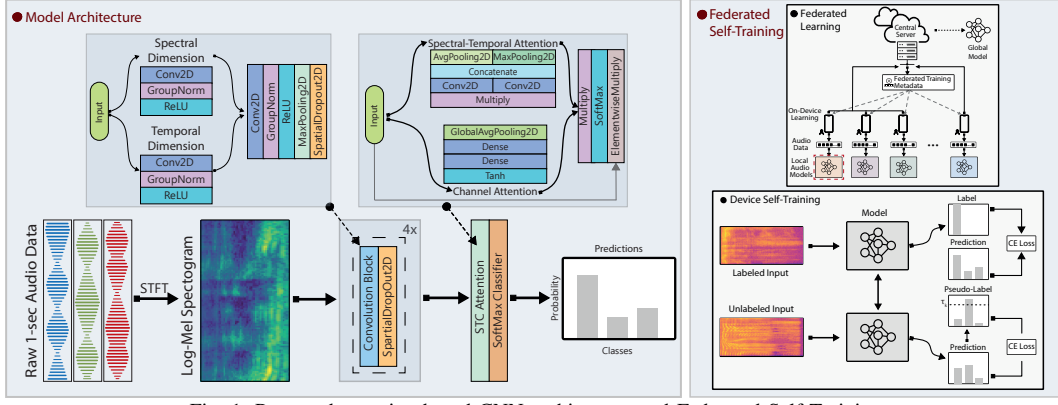 Model Architecture
Spectral
Dimension
Conv2D
GroupNorm
ReLU
Input
Temporal
Dimension
Conv2D
GroupNorm
ReLU
Conv2D
GroupNorm
ReLU
MaxPooling2D
SpatialDropout2D
Spectral-Temporal Attention
AvgPooling2D
MaxPooling2D
Concatenate
Conv2D
Conv2D
Multiply
Input
GlobalAvgPooling2D
Dense
Dense
Tanh
Channel Attention
Multiply
SoftMax
ElementwiseMultiply
Raw 1-sec Audio Data
STFT
Log-Mel Spectogram
4x
Convolution Block
SpartialDropOut2D
STC Attention
SoftMax Classifier
Predictions
Probability
Classes
Federated
Self-Training
Federated
Learning
Central
Server
Global
Model
Federated Training
Metadata
On-Device
Learning
Audio
Data
Local
Audio
Models
...
Device Self-Training
Labeled Input
Model
Label
Prediction
CE Loss
Unlabeled Input
Pseudo-Label
Prediction
CE Loss